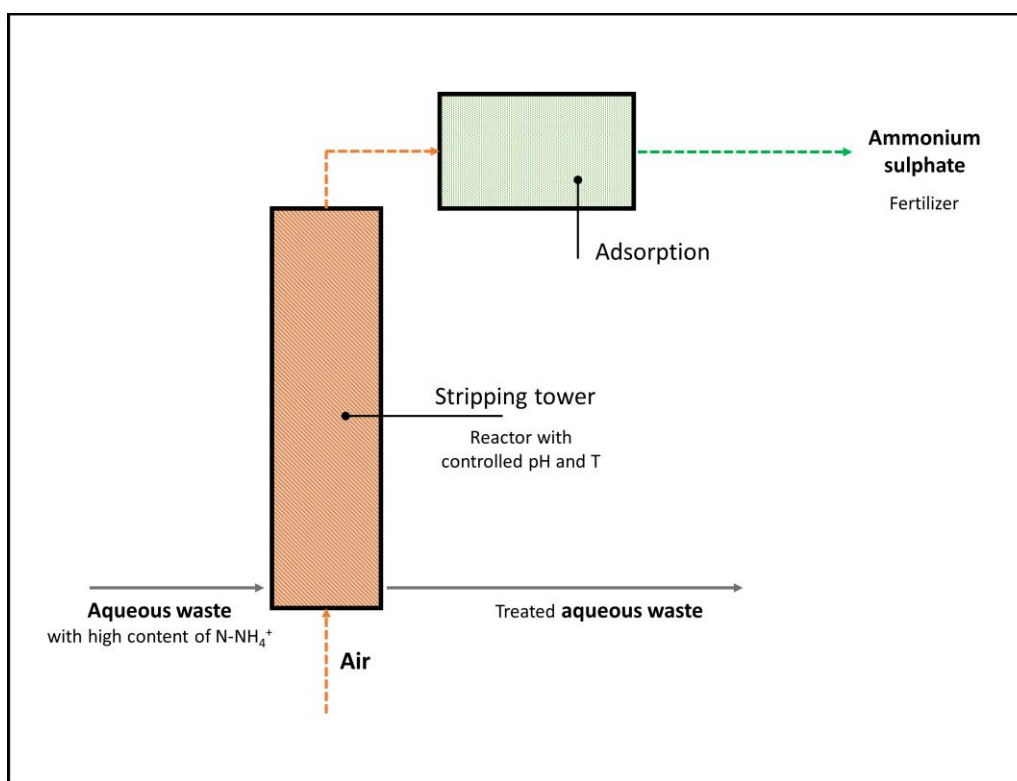 Ammonium
sulphate
Fertilizer
Adsorption
Stripping tower
Reactor with
controlled pH and T
Aqueous waste
with high content of N-NH₄⁺
Treated aqueous waste
Air